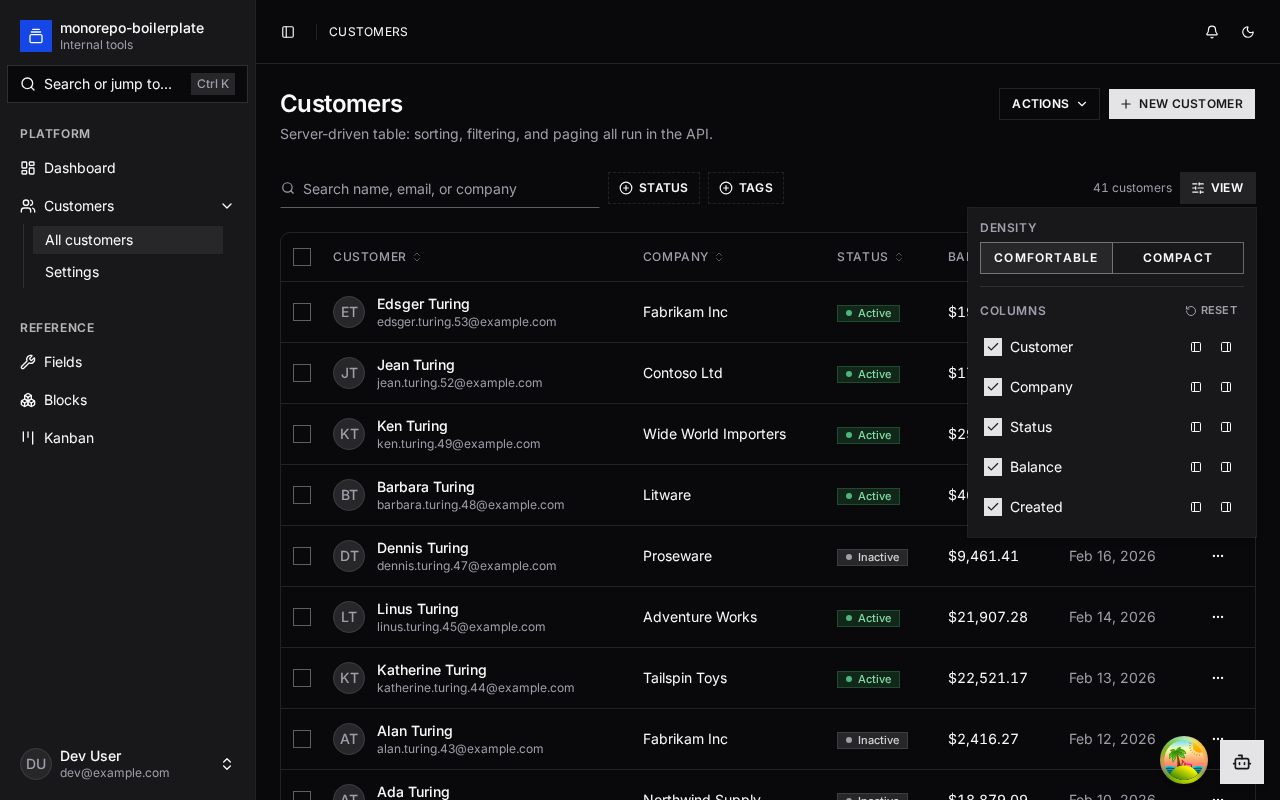 monorepo-boilerplate
Internal tools
Search or jump to... Ctrl K
PLATFORM
Dashboard
Customers
All customers
Settings
REFERENCE
Fields
Blocks
Kanban
DU
Dev User
dev@example.com
CUSTOMERS
Customers
Server-driven table: sorting, filtering, and paging all run in the API.
ACTIONS
NEW CUSTOMER
Search name, email, or company
STATUS
TAGS
41 customers
VIEW
DENSITY
COMFORTABLE
COMPACT
COLUMNS
RESET
Customer
Company
Status
Balance
Created
CUSTOMER COMPANY STATUS
ET Edsger Turing Fabrikam Inc Active
edsger.turing.53@example.com
JT Jean Turing Contoso Ltd Active
jean.turing.52@example.com
KT Ken Turing Wide World Importers Active
ken.turing.49@example.com
BT Barbara Turing Litware Active
barbara.turing.48@example.com
DT Dennis Turing Proseware Inactive $9,461.41 Feb 16, 2026
dennis.turing.47@example.com
LT Linus Turing Adventure Works Active $21,907.28 Feb 14, 2026
linus.turing.45@example.com
KT Katherine Turing Tailspin Toys Active $22,521.17 Feb 13, 2026
katherine.turing.44@example.com
AT Alan Turing Fabrikam Inc Inactive $2,416.27 Feb 12, 2026
alan.turing.43@example.com
Ada Turing Northwind Supply Inactive $18,879.09 Feb 10, 2026